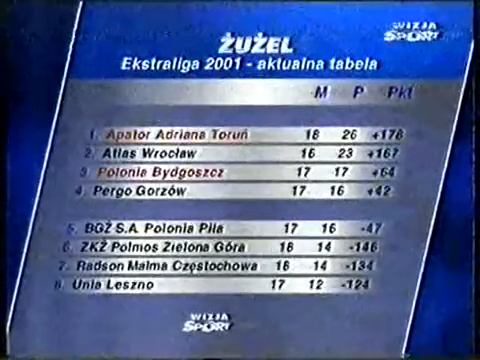 WIZJA
SPORT
ŻUŻEL
Ekstraliga 2001 - aktualna tabela
M P Pkt
1. Apator Adriana Toruń 18 26 +178
2. Atlas Wrocław 16 23 +167
3. Polonia Bydgoszcz 17 17 +64
4. Pergo Gorzów 17 16 +42
5. BGŻ S.A. Polonia Piła 17 16 -47
6. ZKŻ Polmos Zielona Góra 18 14 -146
7. Radson Malma Częstochowa 16 14 -134
8. Unia Leszno 17 12 -124
WIZJA
SPORT